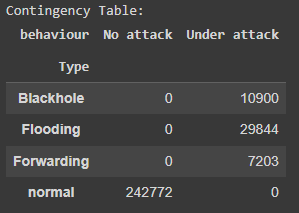 Contingency Table:
behaviour No attack Under attack
Type
Blackhole 0 10900
Flooding 0 29844
Forwarding 0 7203
normal 242772 0